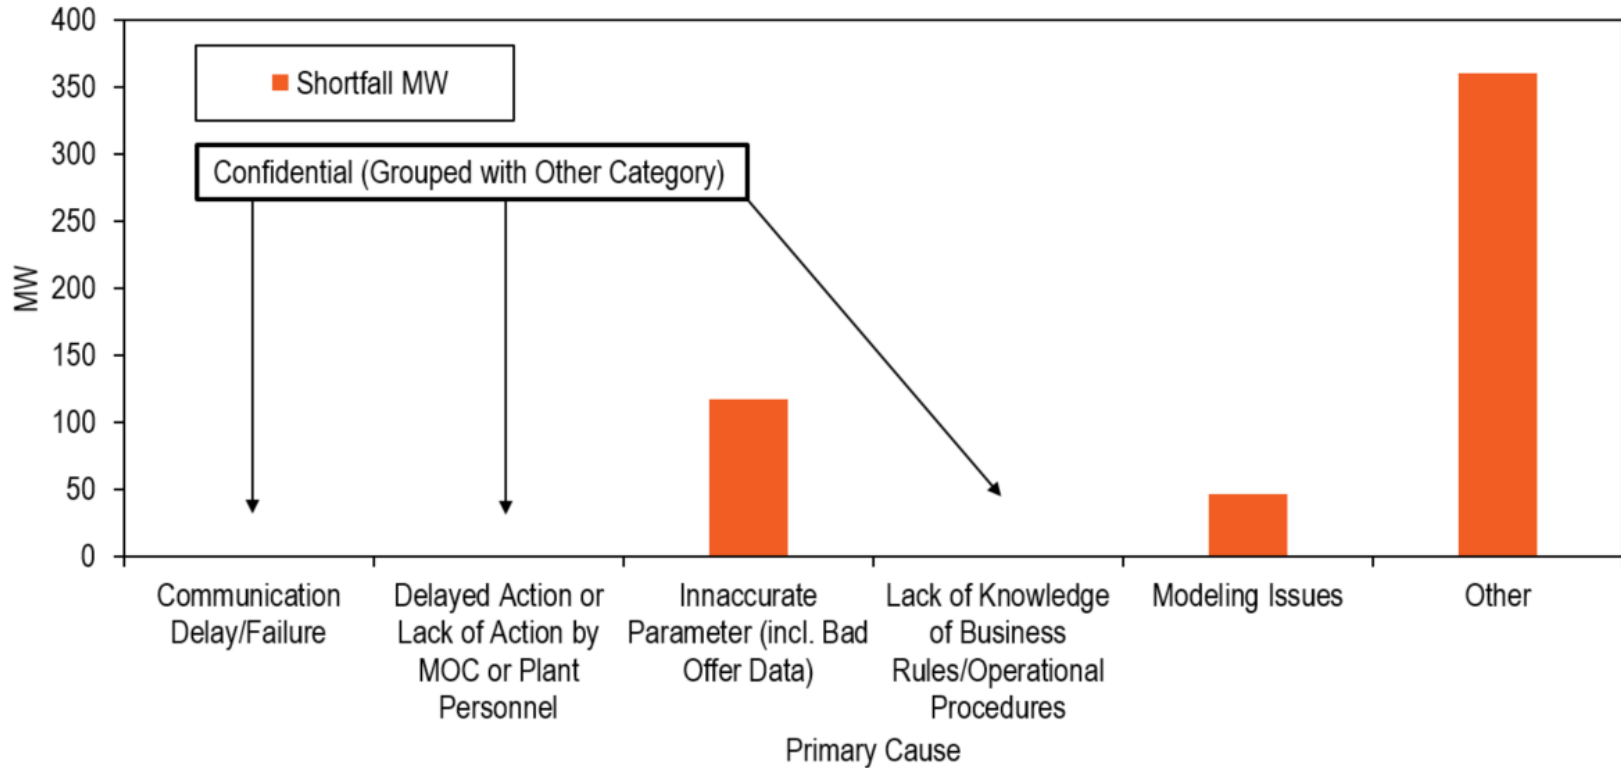 400
350
300
250
200
150
100
50
0
MW
Shortfall MW
Confidential (Grouped with Other Category)
Communication
Delay/Failure
Delayed Action or
Lack of Action by
MOC or Plant
Personnel
Innaccurate
Parameter (incl. Bad
Offer Data)
Lack of Knowledge
of Business
Rules/Operational
Procedures
Modeling Issues
Other
Primary Cause